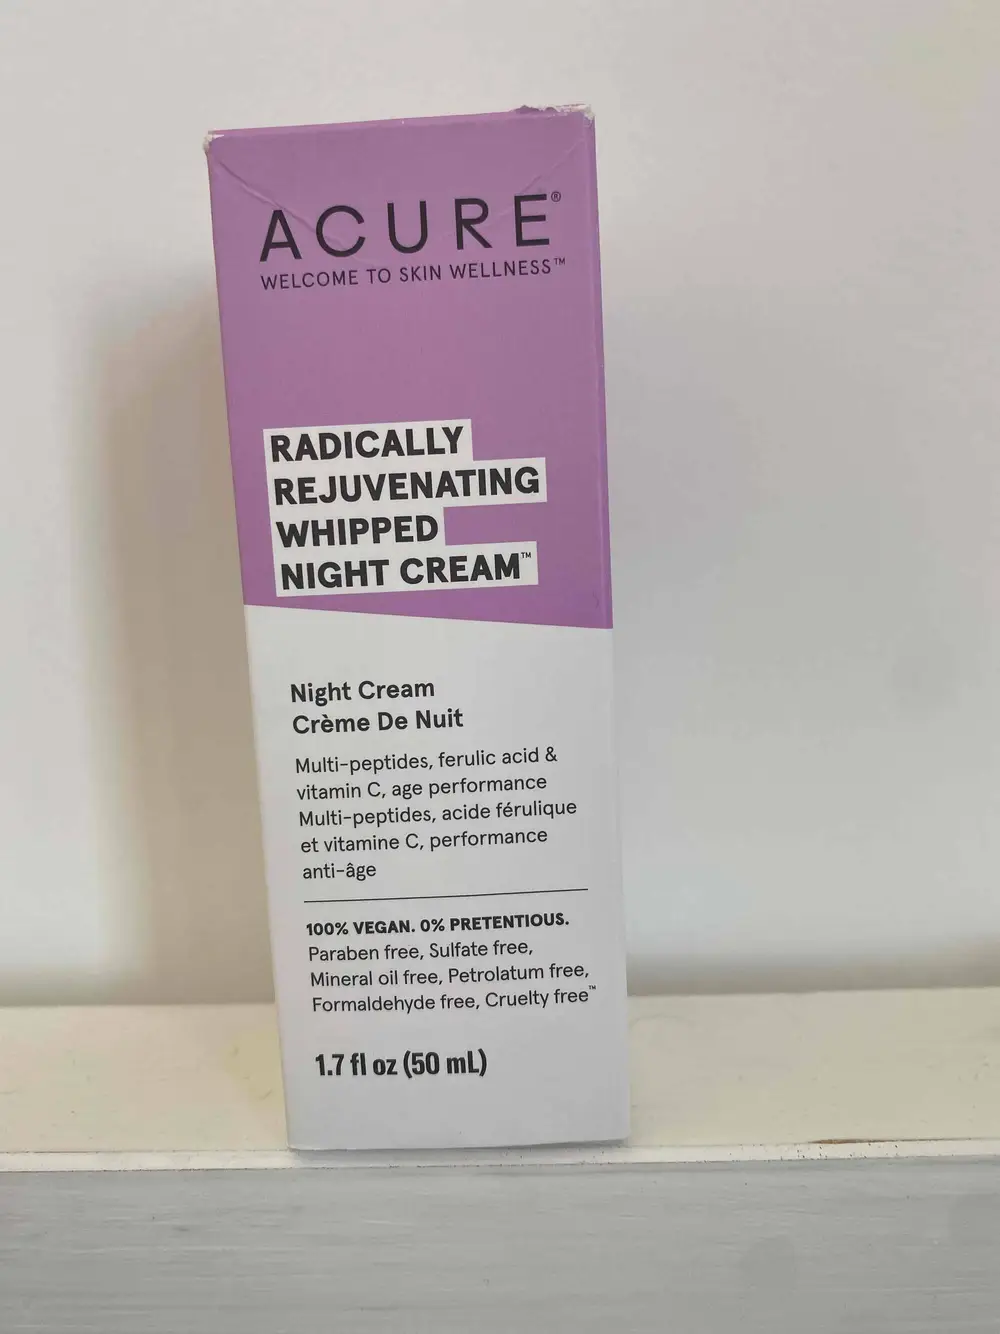 ACURE®
WELCOME TO SKIN WELLNESS™
RADICALLY
REJUVENATING
WHIPPED
NIGHT CREAM™
Night Cream
Crème De Nuit
Multi-peptides, ferulic acid &
vitamin C, age performance
Multi-peptides, acide férulique
et vitamine C, performance
anti-âge
100% VEGAN. 0% PRETENTIOUS.
Paraben free, Sulfate free,
Mineral oil free, Petrolatum free,
Formaldehyde free, Cruelty free™
1.7 fl oz (50 mL)